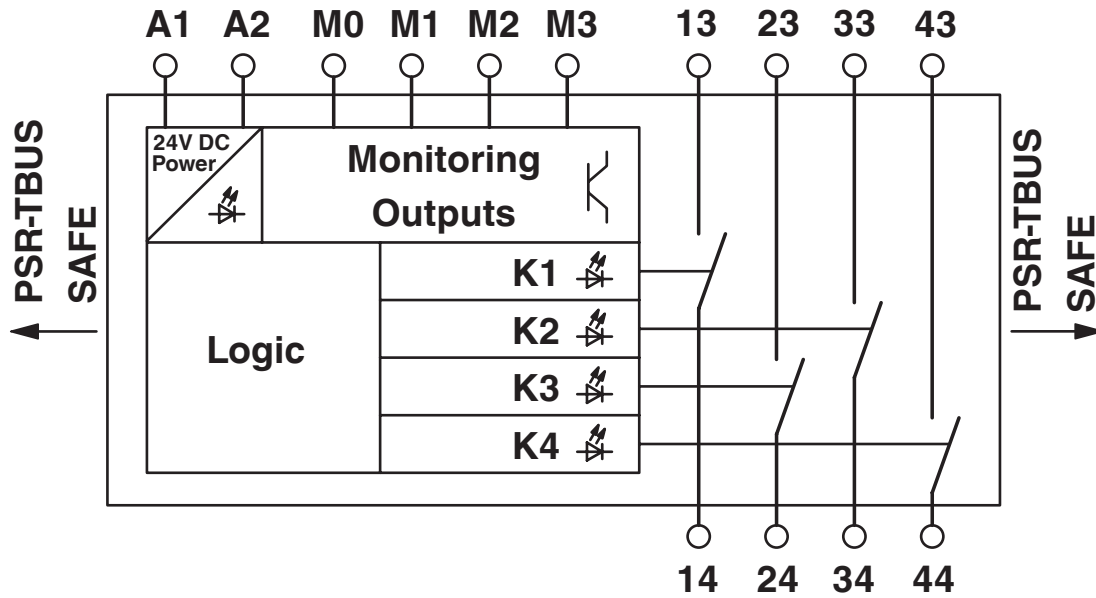 A1 A2 M0 M1 M2 M3 13 23 33 43
PSR-TBUS
SAFE
24V DC
Power
Monitoring
Outputs
Logic
K1
K2
K3
K4
PSR-TBUS
SAFE
14 24 34 44